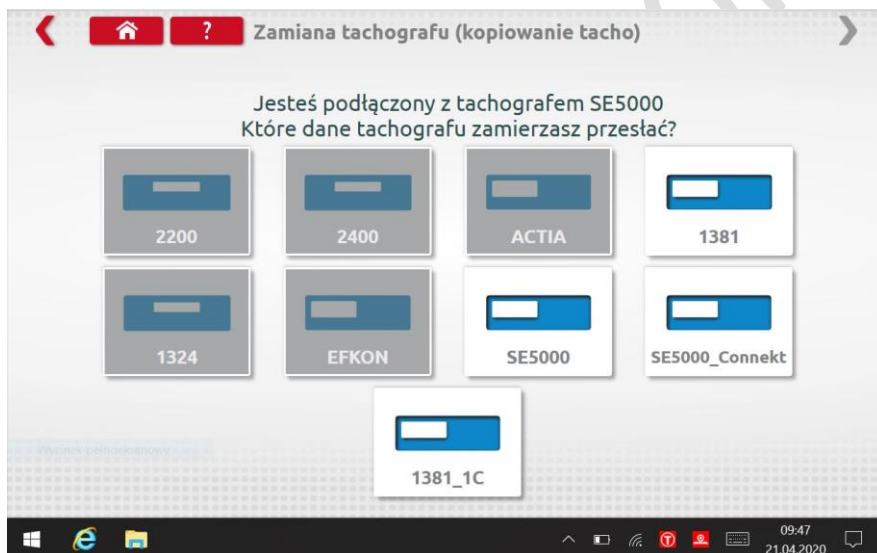 ? Zamiana tachografu (kopiowanie tacho)
Jesteś podłączony z tachografem SE5000
Które dane tachografu zamierzasz przesłać?
2200 2400 ACTIA 1381
1324 EFKON SE5000 SE5000_Connekt
1381_1C
09:47
21.04.2020